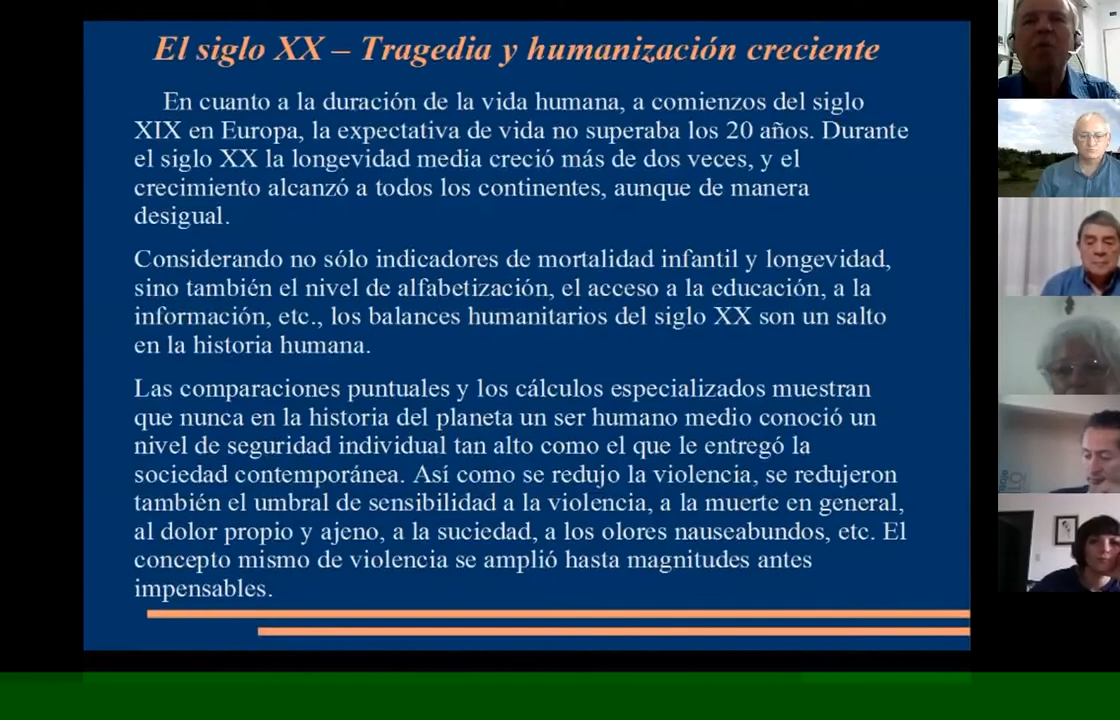 El siglo XX – Tragedia y humanización creciente
En cuanto a la duración de la vida humana, a comienzos del siglo
XIX en Europa, la expectativa de vida no superaba los 20 años. Durante
el siglo XX la longevidad media creció más de dos veces, y el
crecimiento alcanzó a todos los continentes, aunque de manera
desigual.
Considerando no sólo indicadores de mortalidad infantil y longevidad,
sino también el nivel de alfabetización, el acceso a la educación, a la
información, etc., los balances humanitarios del siglo XX son un salto
en la historia humana.
Las comparaciones puntuales y los cálculos especializados muestran
que nunca en la historia del planeta un ser humano medio conoció un
nivel de seguridad individual tan alto como el que le entregó la
sociedad contemporánea. Así como se redujo la violencia, se redujeron
también el umbral de sensibilidad a la violencia, a la muerte en general,
al dolor propio y ajeno, a la suciedad, a los olores nauseabundos, etc. El
concepto mismo de violencia se amplió hasta magnitudes antes
impensables.